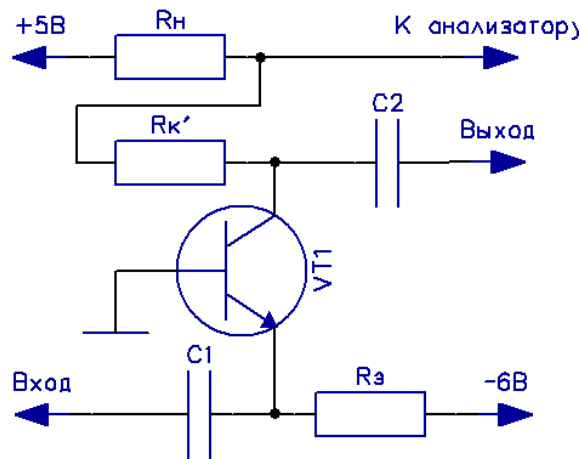 +5В
Rн
К анализатору
Rк'
C2
Выход
VT1
C1
Вход
Rэ
-6В